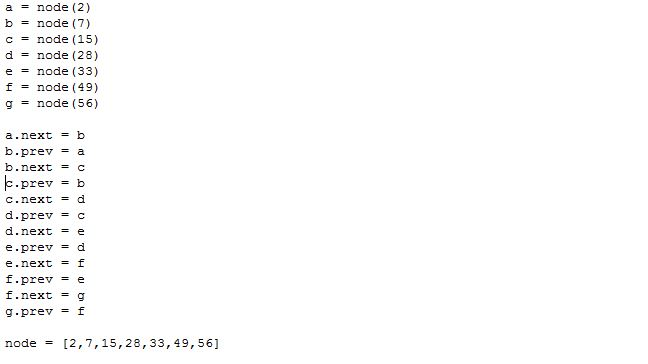 a = node(2)
b = node(7)
c = node(15)
d = node(28)
e = node(33)
f = node(49)
g = node(56)
a.next = b
b.prev = a
b.next = c
c.prev = b
c.next = d
d.prev = c
d.next = e
e.prev = d
e.next = f
f.prev = e
f.next = g
g.prev = f
node = [2,7,15,28,33,49,56]